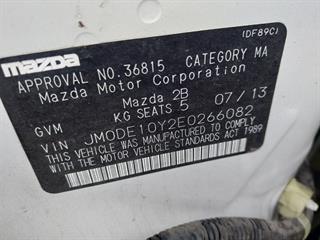 (DF89C)
mazda
APPROVAL NO.36815 CATEGORY MA
Mazda Motor Corporation
Mazda 2B 07/13
GVM KG SEATS 5
VIN JMODE10Y2E0266082
THIS VEHICLE WAS MANUFACTURED TO COMPLY
WITH THE MOTOR VEHICLE STANDARDS ACT 1989